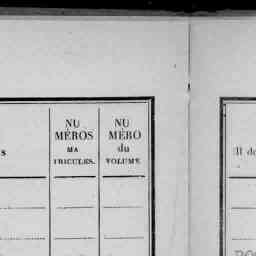 NU
MÉROS
MA
TRICULES.
NU
MÉRO
du
VOLUME
s
Il de